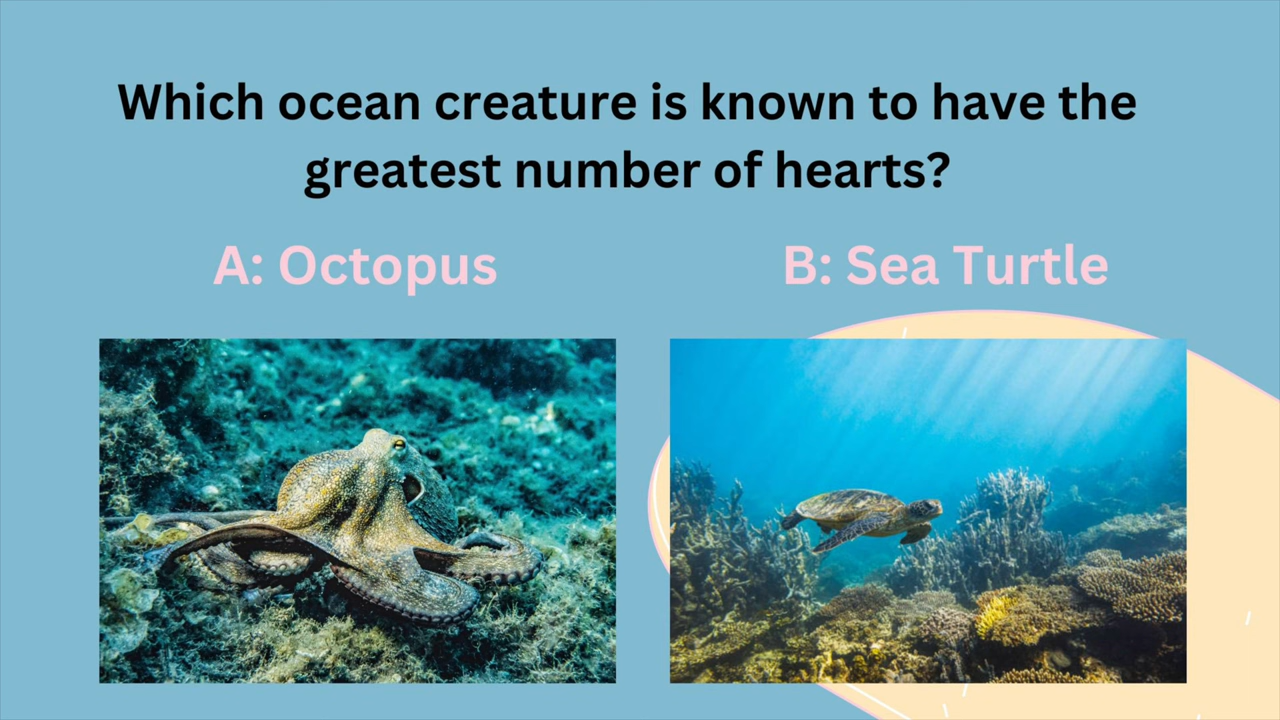 Which ocean creature is known to have the
greatest number of hearts?
A: Octopus
B: Sea Turtle